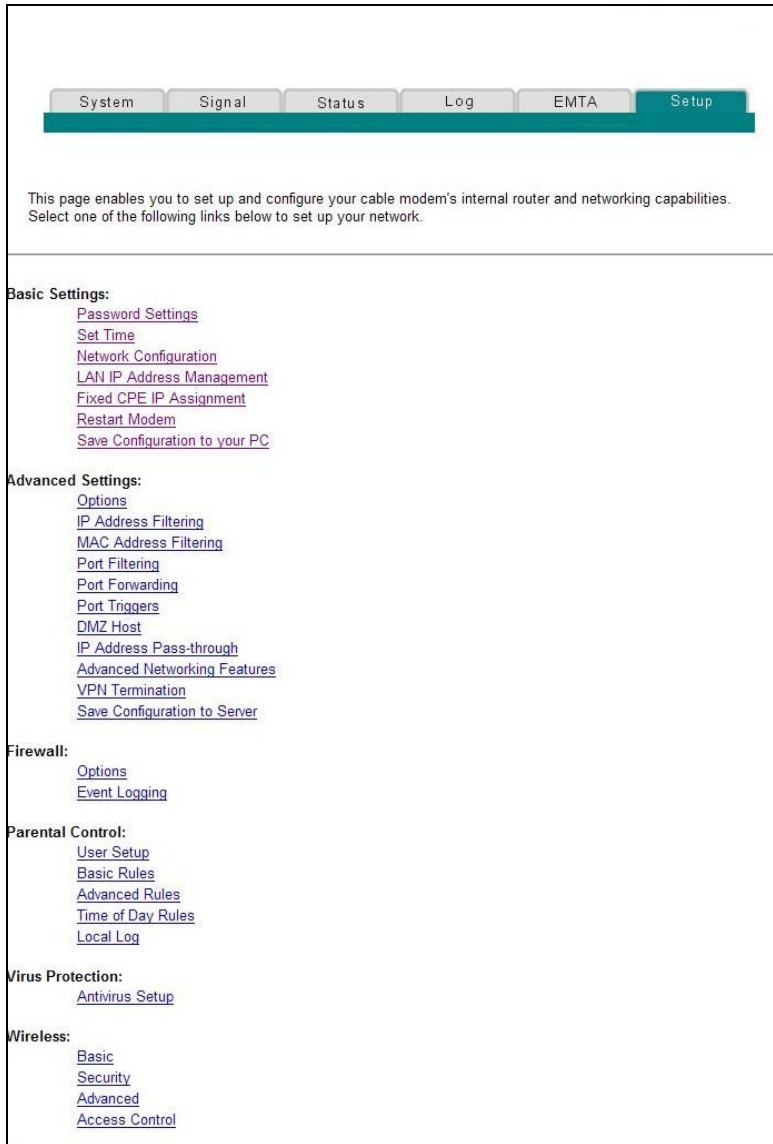 System Signal Status Log EMTA Setup
This page enables you to set up and configure your cable modem's internal router and networking capabilities.
Select one of the following links below to set up your network.
Basic Settings:
Password Settings
Set Time
Network Configuration
LAN IP Address Management
Fixed CPE IP Assignment
Restart Modem
Save Configuration to your PC
Advanced Settings:
Options
IP Address Filtering
MAC Address Filtering
Port Filtering
Port Forwarding
Port Triggers
DMZ Host
IP Address Pass-through
Advanced Networking Features
VPN Termination
Save Configuration to Server
Firewall:
Options
Event Logging
Parental Control:
User Setup
Basic Rules
Advanced Rules
Time of Day Rules
Local Log
Virus Protection:
Antivirus Setup
Wireless:
Basic
Security
Advanced
Access Control